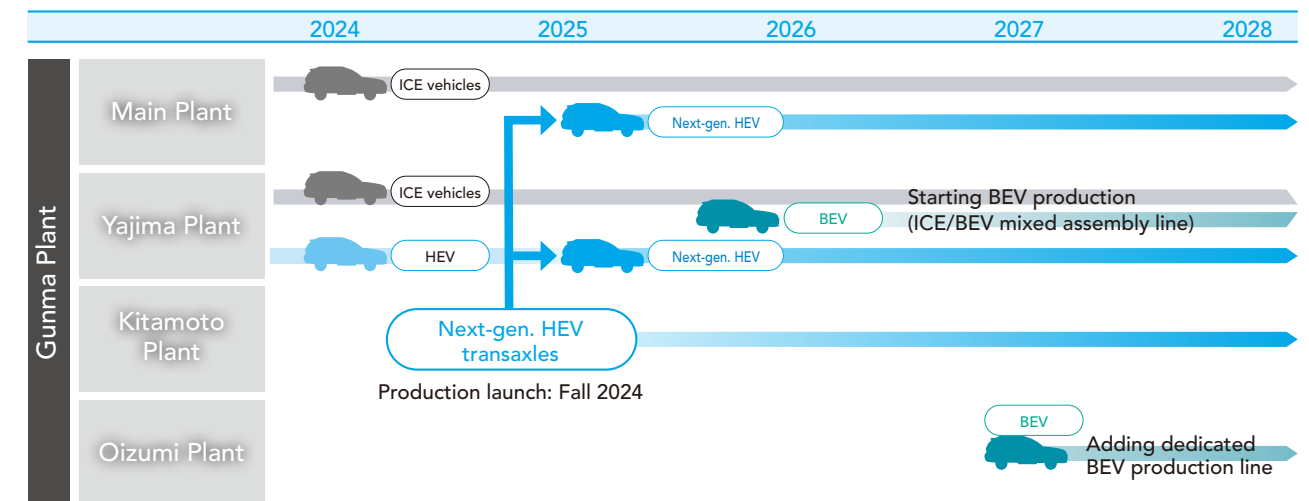 2024 2025 2026 2027 2028
Gunma Plant
Main Plant
ICE vehicles
Next-gen. HEV
Yajima Plant
ICE vehicles
BEV
Starting BEV production
(ICE/BEV mixed assembly line)
HEV
Next-gen. HEV
Kitamoto
Plant
Next-gen. HEV
transaxles
Production launch: Fall 2024
Oizumi Plant
BEV
Adding dedicated
BEV production line